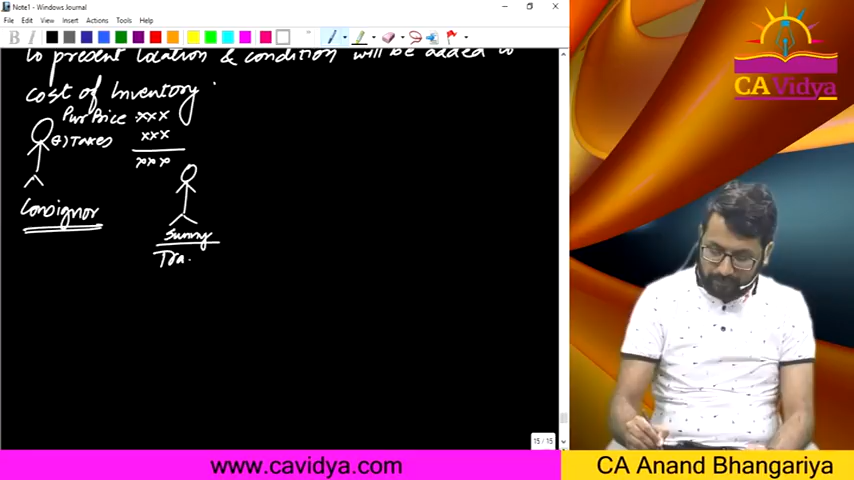 Note1 - Windows Journal
File Edit View Insert Actions Tools Help
B
to present location & condition will be added to
cost of Inventory :
Pur Price xxx
(+) Taxes xxx
xxx
Consignor
Sunny
Tra.
15 / 15
CA Vidya
www.cavidya.com
CA Anand Bhangariya